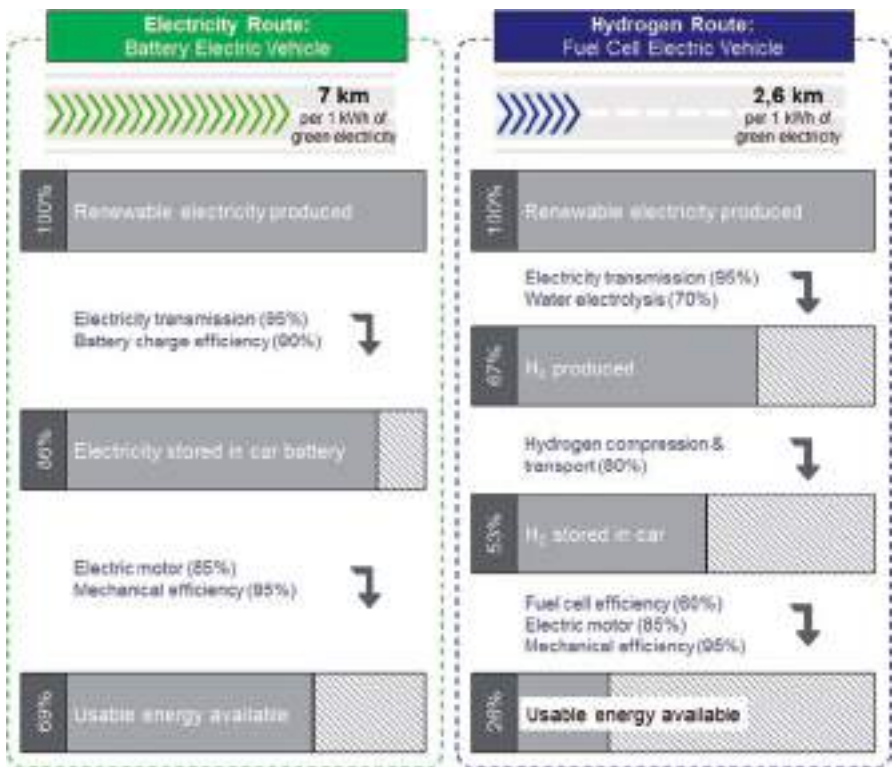 Electricity Route:
Battery Electric Vehicle
7 km
per 1 kWh of
green electricity
100%
Renewable electricity produced
Electricity transmission (95%)
Battery charge efficiency (90%)
86%
Electricity stored in car battery
Electric motor (85%)
Mechanical efficiency (95%)
69%
Usable energy available
Hydrogen Route:
Fuel Cell Electric Vehicle
2,6 km
per 1 kWh of
green electricity
100%
Renewable electricity produced
Electricity transmission (95%)
Water electrolysis (70%)
67%
H₂ produced
Hydrogen compression &
transport (80%)
53%
H₂ stored in car
Fuel cell efficiency (60%)
Electric motor (85%)
Mechanical efficiency (95%)
26%
Usable energy available